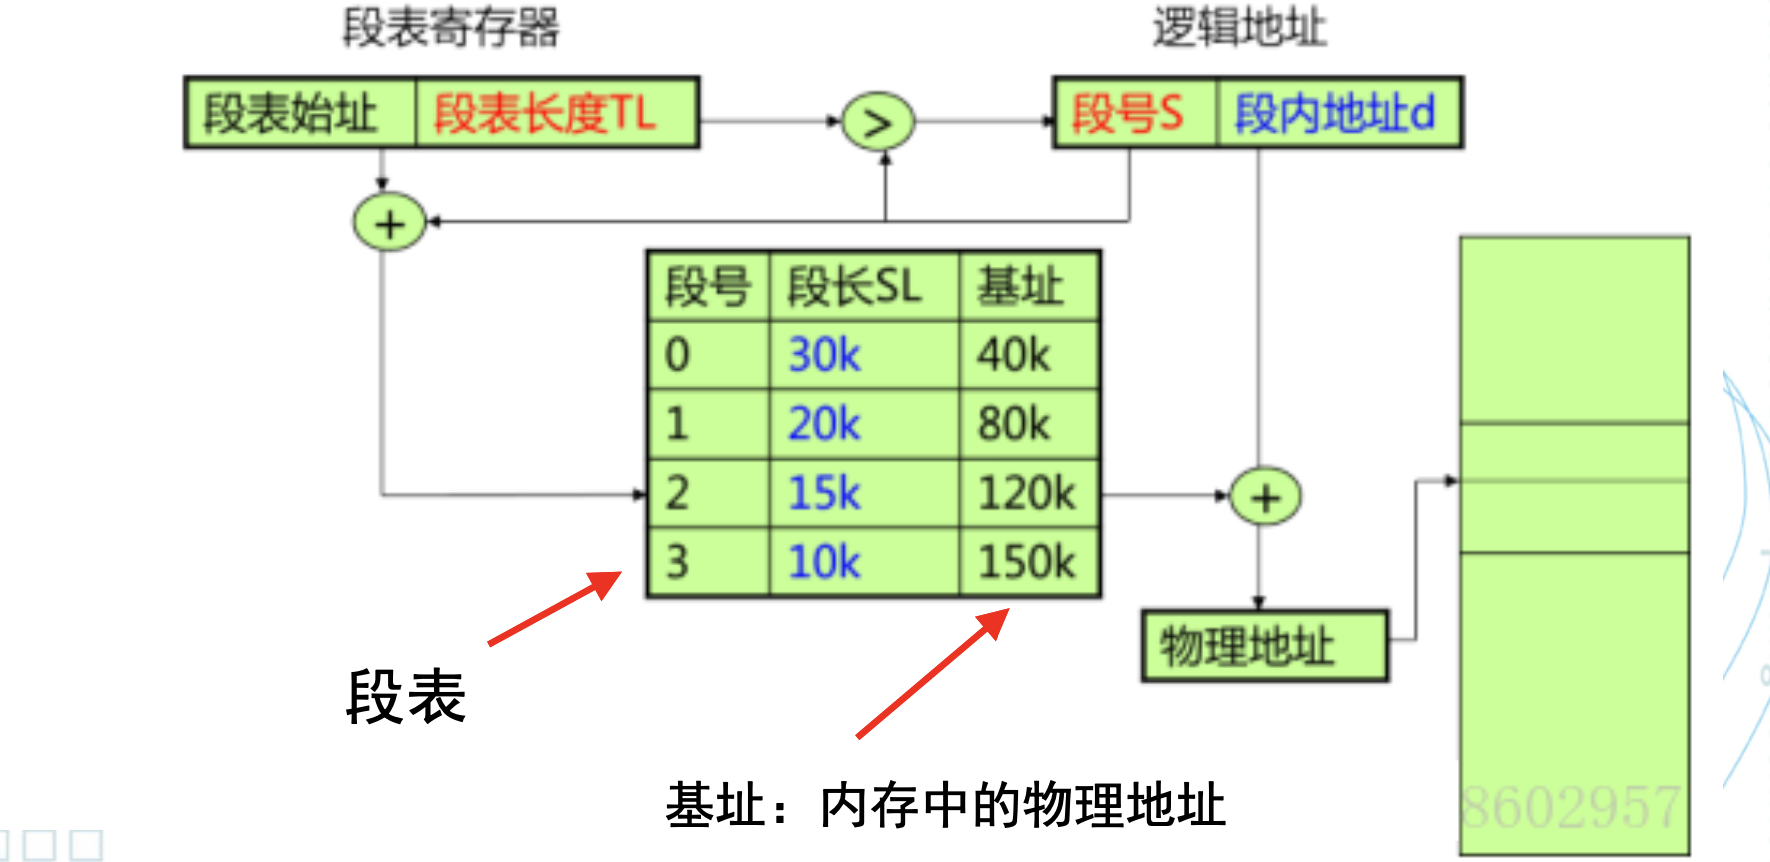 段表寄存器
逻辑地址
段表始址 段表长度TL
>
段号S 段内地址d
+
段号 段长SL 基址
0 30k 40k
1 20k 80k
2 15k 120k
3 10k 150k
+
物理地址
段表
基址：内存中的物理地址
8602957